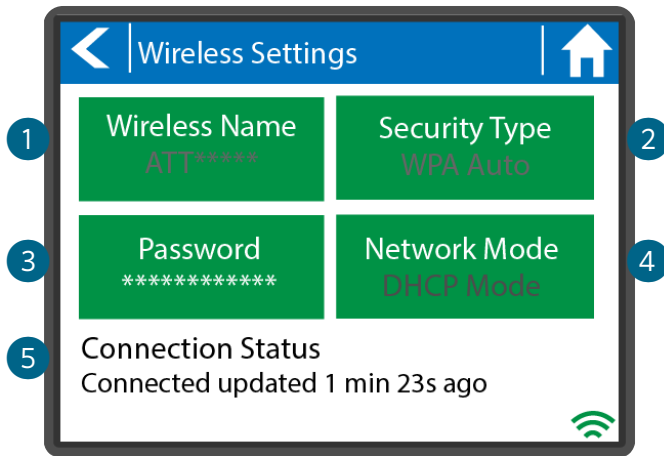 Wireless Settings
1
Wireless Name
ATT*****
Security Type
WPA Auto
2
3
Password
************
Network Mode
DHCP Mode
4
5
Connection Status
Connected updated 1 min 23s ago